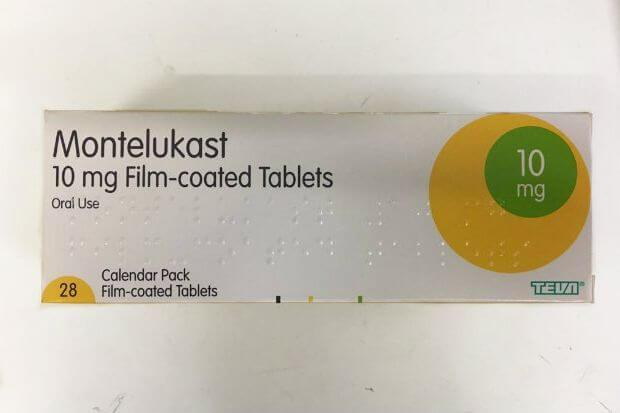 Montelukast
10 mg Film-coated Tablets
Oral Use
10
mg
28
Calendar Pack
Film-coated Tablets
TEVA®